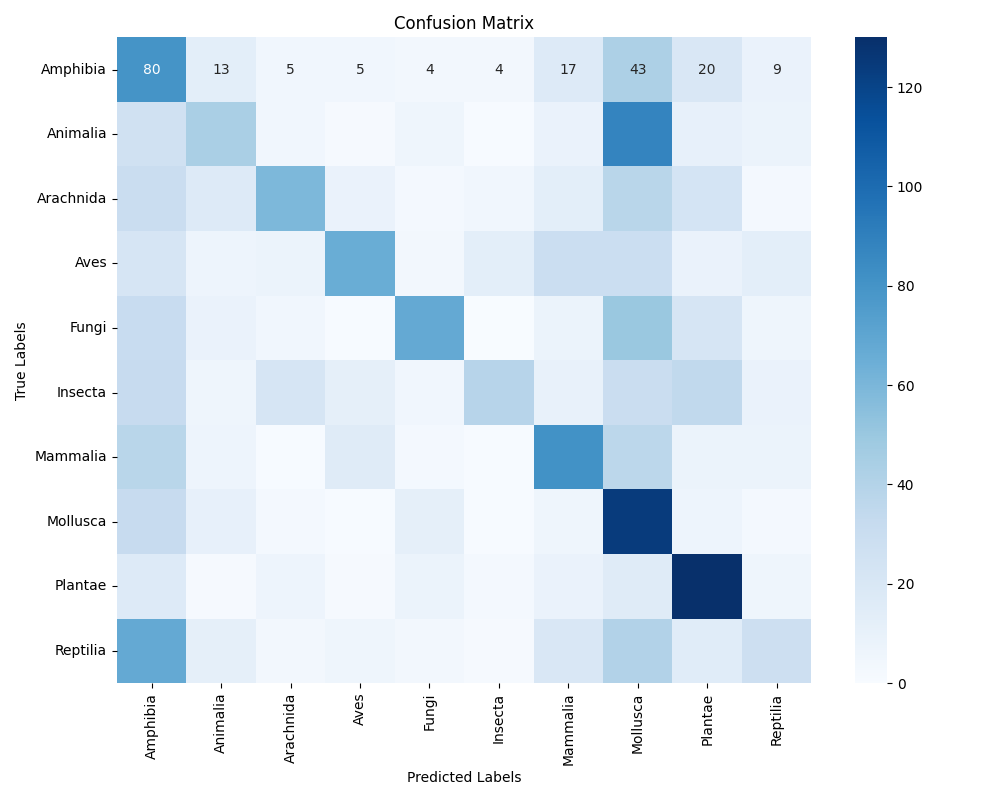 Confusion Matrix
Amphibia 80 13 5 5 4 4 17 43 20 9
Animalia
Arachnida
Aves
Fungi
Insecta
Mammalia
Mollusca
Plantae
Reptilia
True Labels
Amphibia Animalia Arachnida Aves Fungi Insecta Mammalia Mollusca Plantae Reptilia
Predicted Labels
120
100
80
60
40
20
0